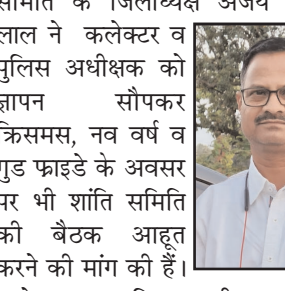 समिति के जिलाध्यक्ष अजय
लाल ने कलेक्टर व
पुलिस अधीक्षक को
ज्ञापन सौपकर
क्रिसमस, नव वर्ष व
गुड फ्राइडे के अवसर
पर भी शांति समिति
की बैठक आहूत
करने की मांग की हैं।